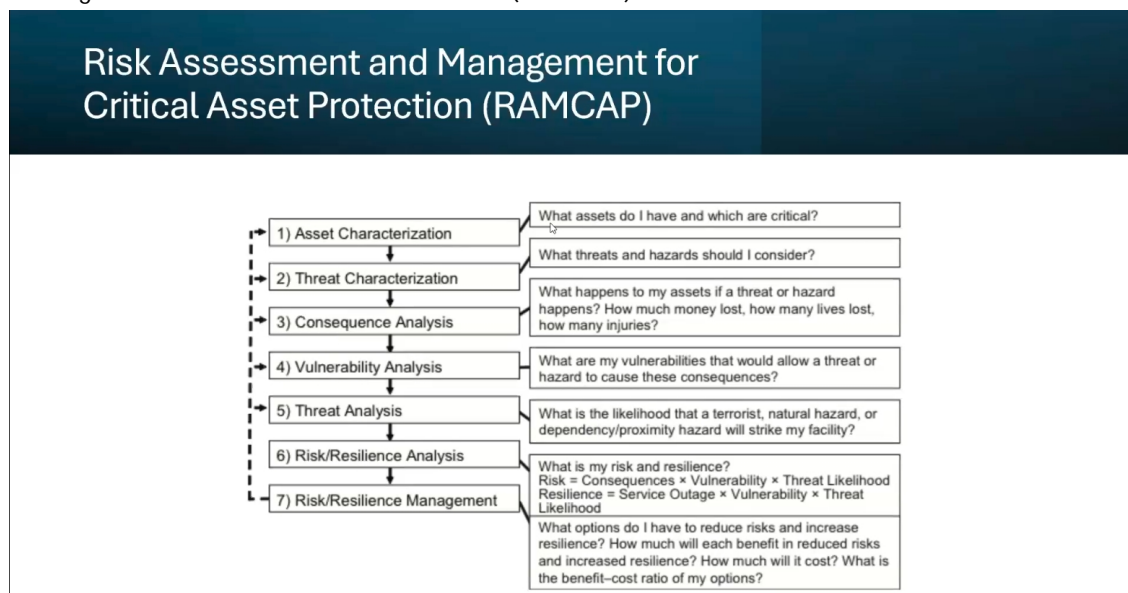 Risk Assessment and Management for
Critical Asset Protection (RAMCAP)
1) Asset Characterization
What assets do I have and which are critical?
2) Threat Characterization
What threats and hazards should I consider?
3) Consequence Analysis
What happens to my assets if a threat or hazard
happens? How much money lost, how many lives lost,
how many injuries?
4) Vulnerability Analysis
What are my vulnerabilities that would allow a threat or
hazard to cause these consequences?
5) Threat Analysis
What is the likelihood that a terrorist, natural hazard, or
dependency/proximity hazard will strike my facility?
6) Risk/Resilience Analysis
What is my risk and resilience?
Risk = Consequences × Vulnerability × Threat Likelihood
Resilience = Service Outage × Vulnerability × Threat
Likelihood
7) Risk/Resilience Management
What options do I have to reduce risks and increase
resilience? How much will each benefit in reduced risks
and increased resilience? How much will it cost? What is
the benefit–cost ratio of my options?